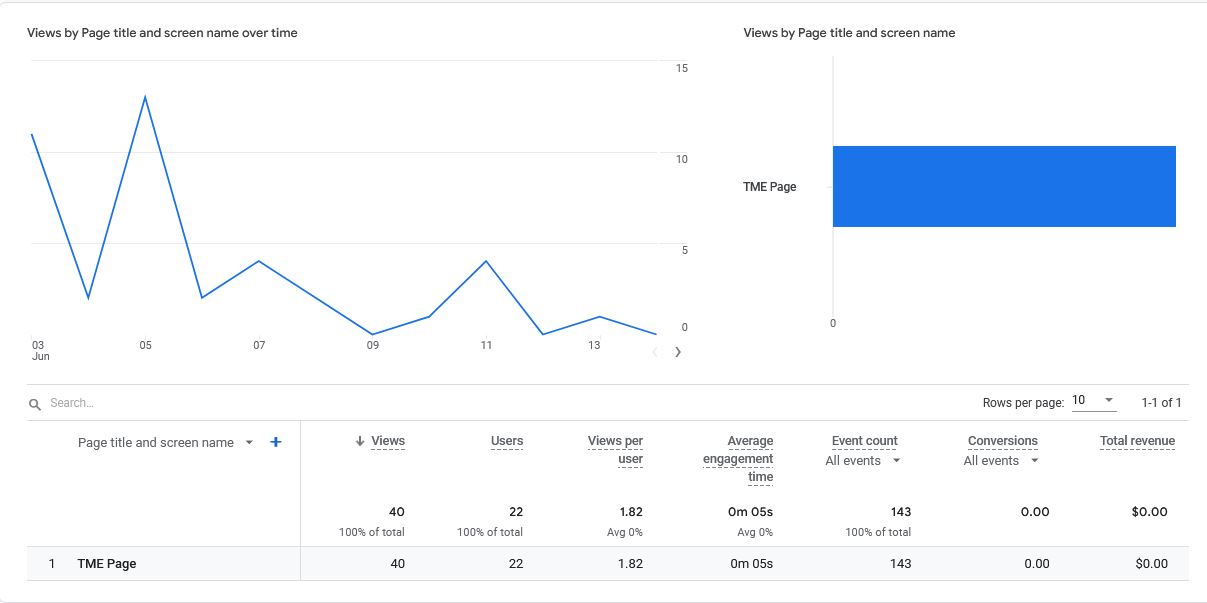 Views by Page title and screen name over time
Views by Page title and screen name
15
10
5
0
03
Jun
05
07
09
11
13
TME Page
0
Search...
Rows per page: 10
1-1 of 1
Page title and screen name
Views
Users
Views per
user
Average
engagement
time
Event count
All events
Conversions
All events
Total revenue
40
22
1.82
0m 05s
143
0.00
$0.00
100% of total
100% of total
Avg 0%
Avg 0%
100% of total
1 TME Page 40 22 1.82 0m 05s 143 0.00 $0.00